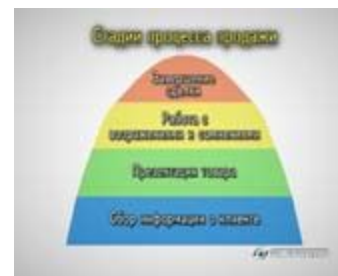 Стадии процесса продажи
Завершение
сделки
Работа с
возражениями и сомнениями
Презентация товара
Сбор информации о клиенте